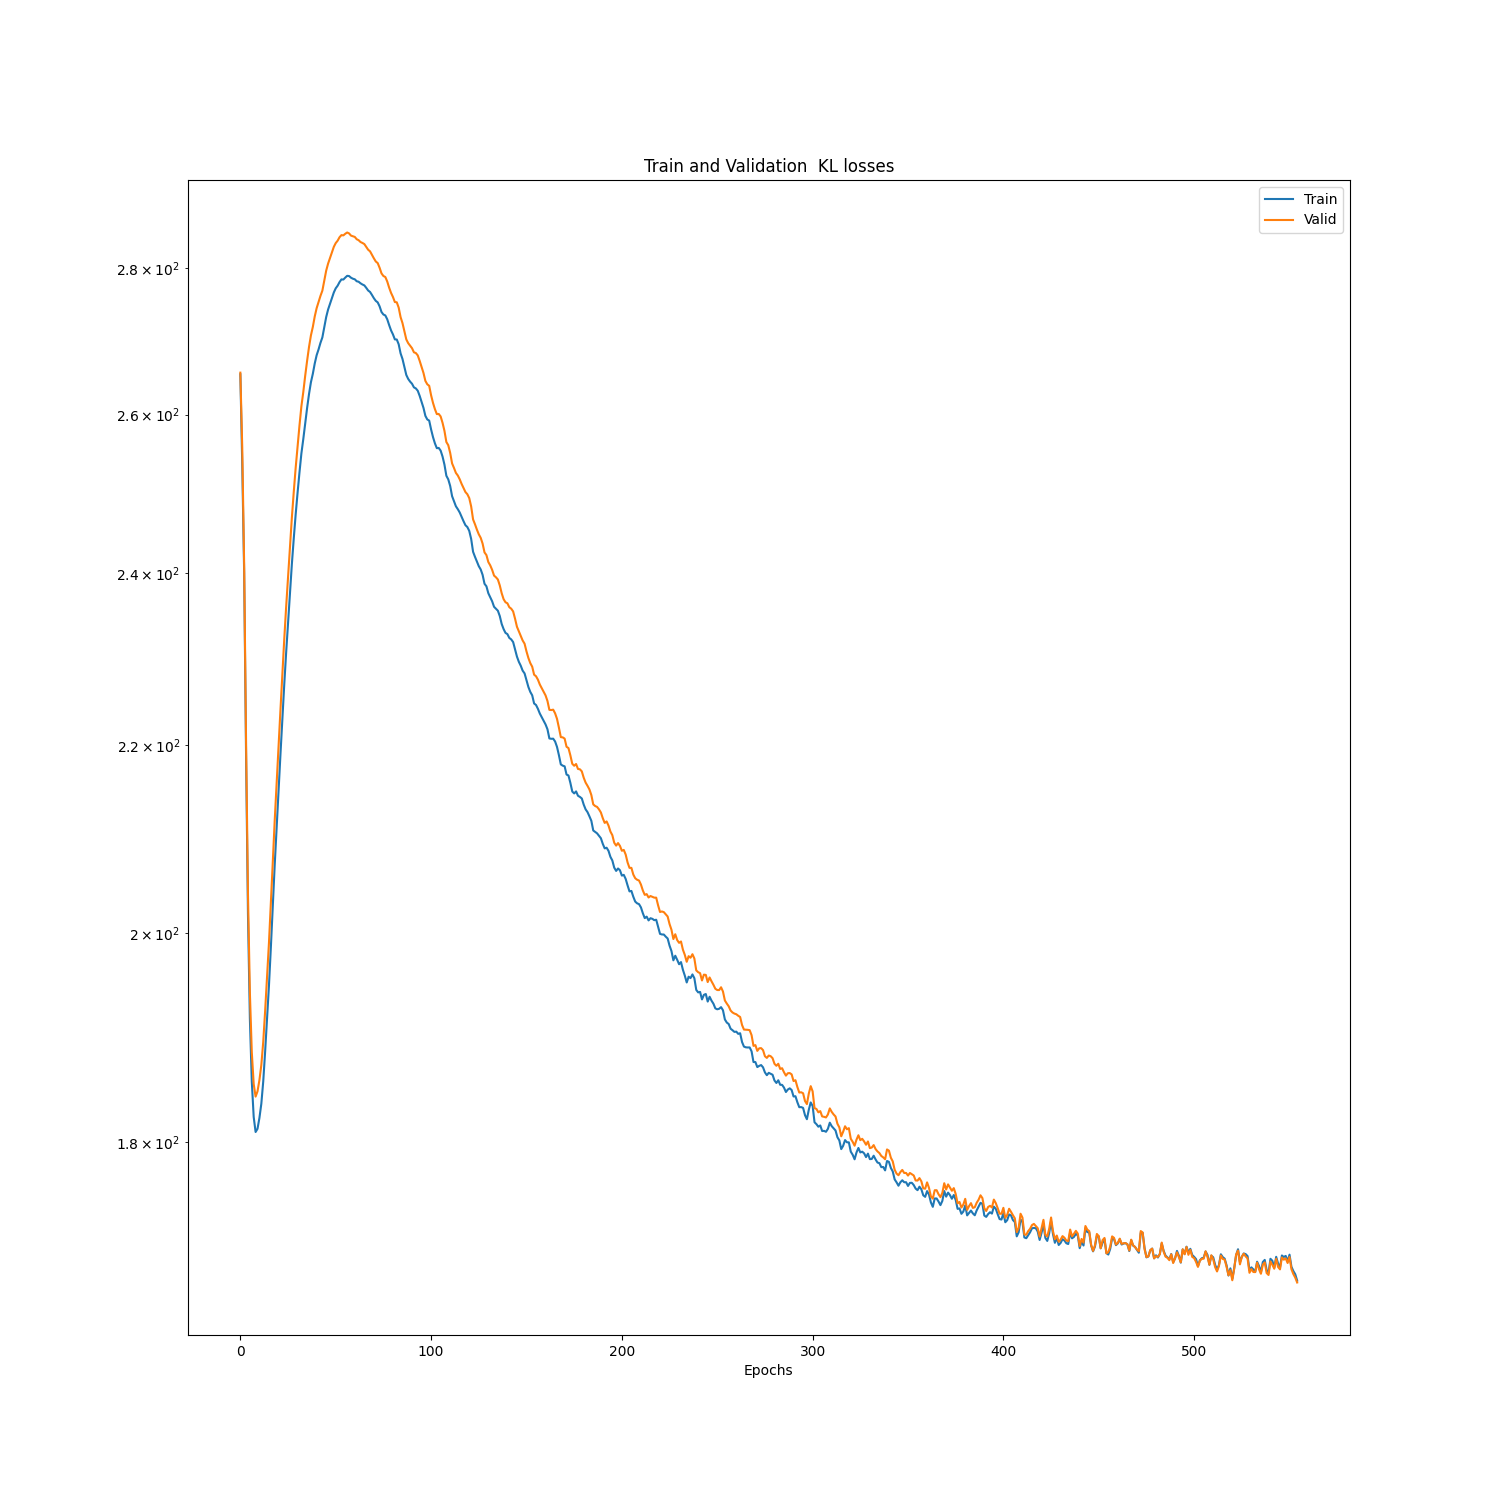 Train and Validation  KL losses
Train
Valid
2.8 × 10²
2.6 × 10²
2.4 × 10²
2.2 × 10²
2 × 10²
1.8 × 10²
0 100 200 300 400 500
Epochs